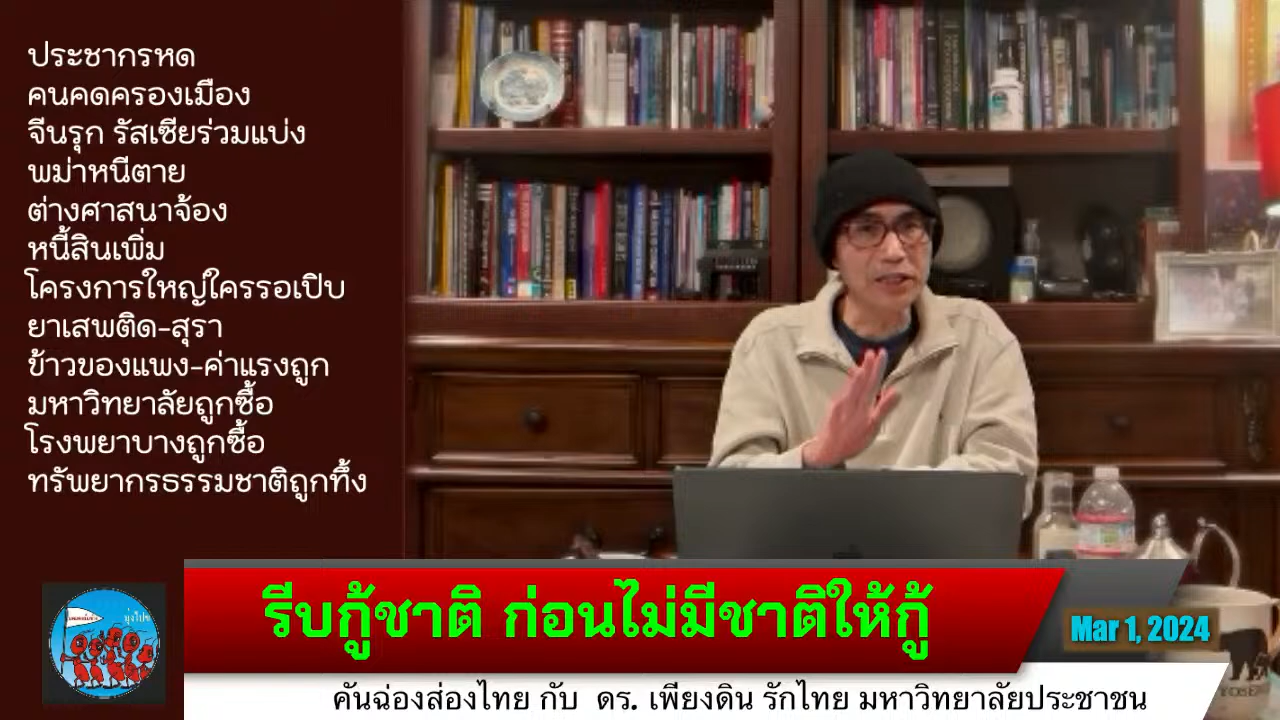 ประชากรหด
คนคดครองเมือง
จีนรุก รัสเซียร่วมแบ่ง
พม่าหนีตาย
ต่างศาสนาจ้อง
หนี้สินเพิ่ม
โครงการใหญ่ใครรอเปิบ
ยาเสพติด-สุรา
ข้าวของแพง-ค่าแรงถูก
มหาวิทยาลัยถูกซื้อ
โรงพยาบางถูกซื้อ
ทรัพยากรธรรมชาติถูกทึ้ง
รีบกู้ชาติ ก่อนไม่มีชาติให้กู้
Mar 1, 2024
คันฉ่องส่องไทย กับ ดร. เพียงดิน รักไทย มหาวิทยาลัยประชาชน